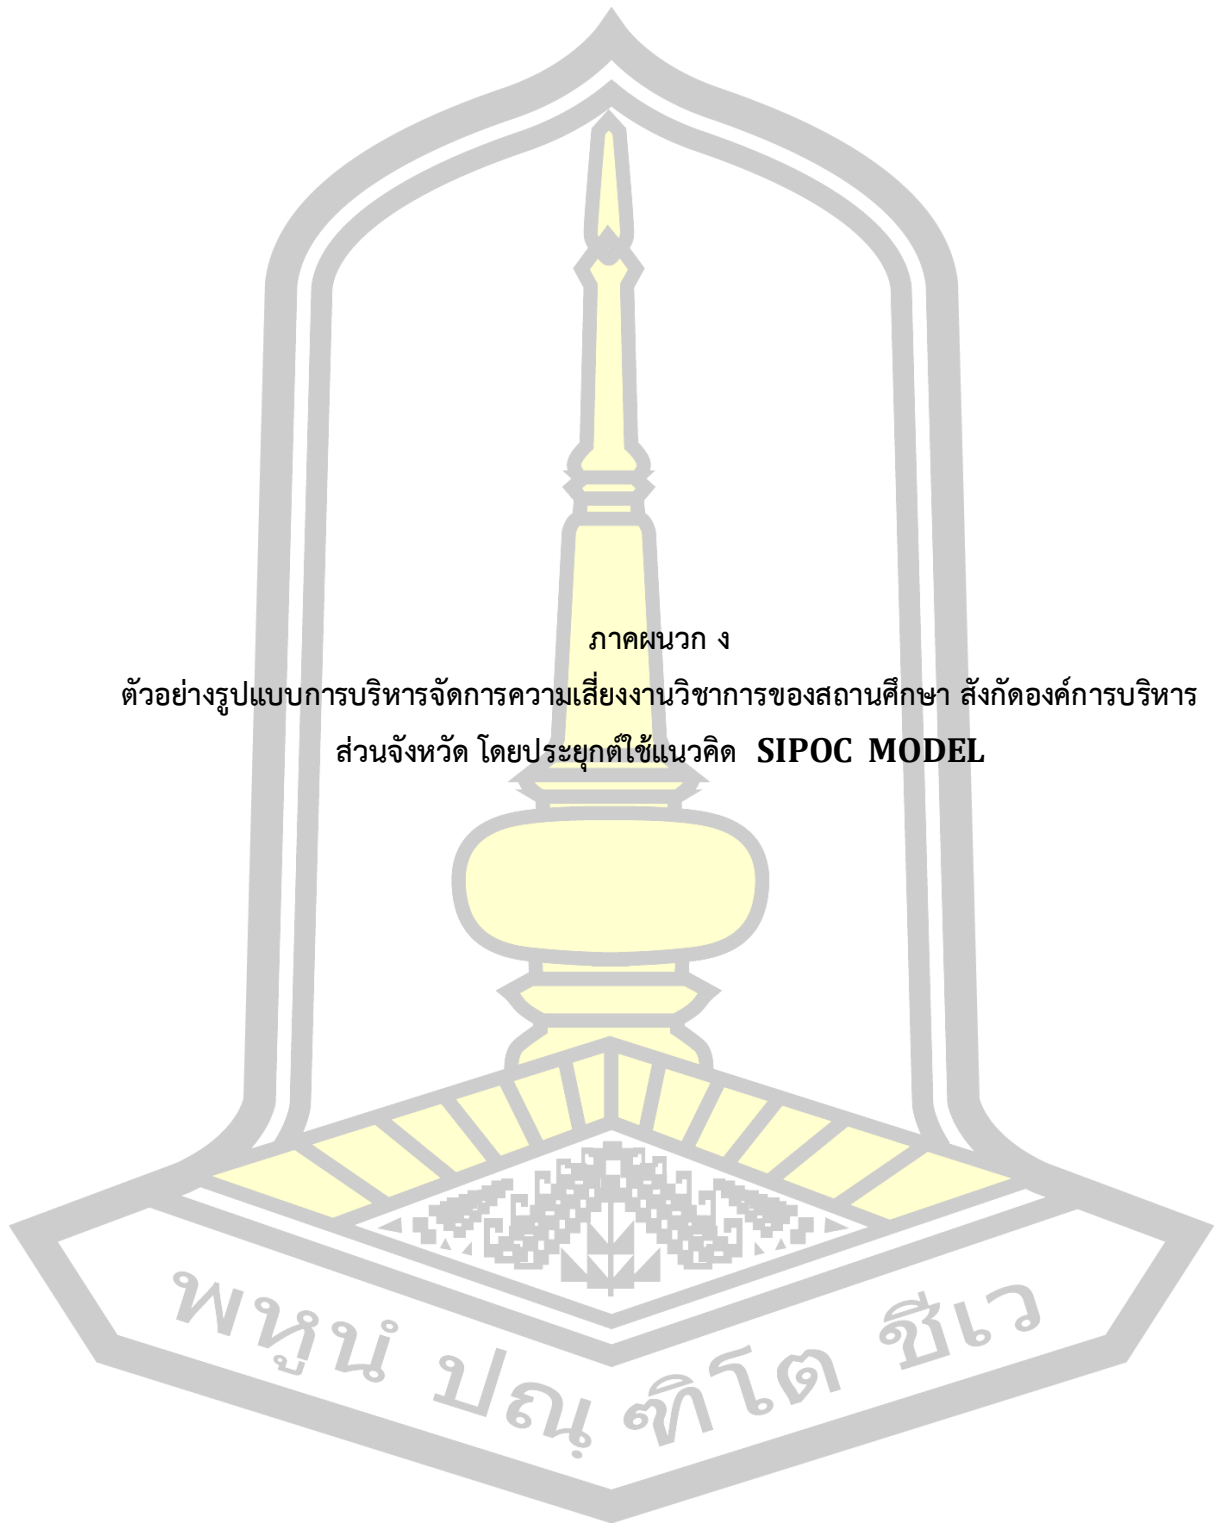 ภาคผนวก ง
ตัวอย่างรูปแบบการบริหารจัดการความเสี่ยงงานวิชาการของสถานศึกษา สังกัดองค์การบริหาร
ส่วนจังหวัด โดยประยุกต์ใช้แนวคิด SIPOC MODEL
พหูนํ ปณฺ ฑิโต ชีเว